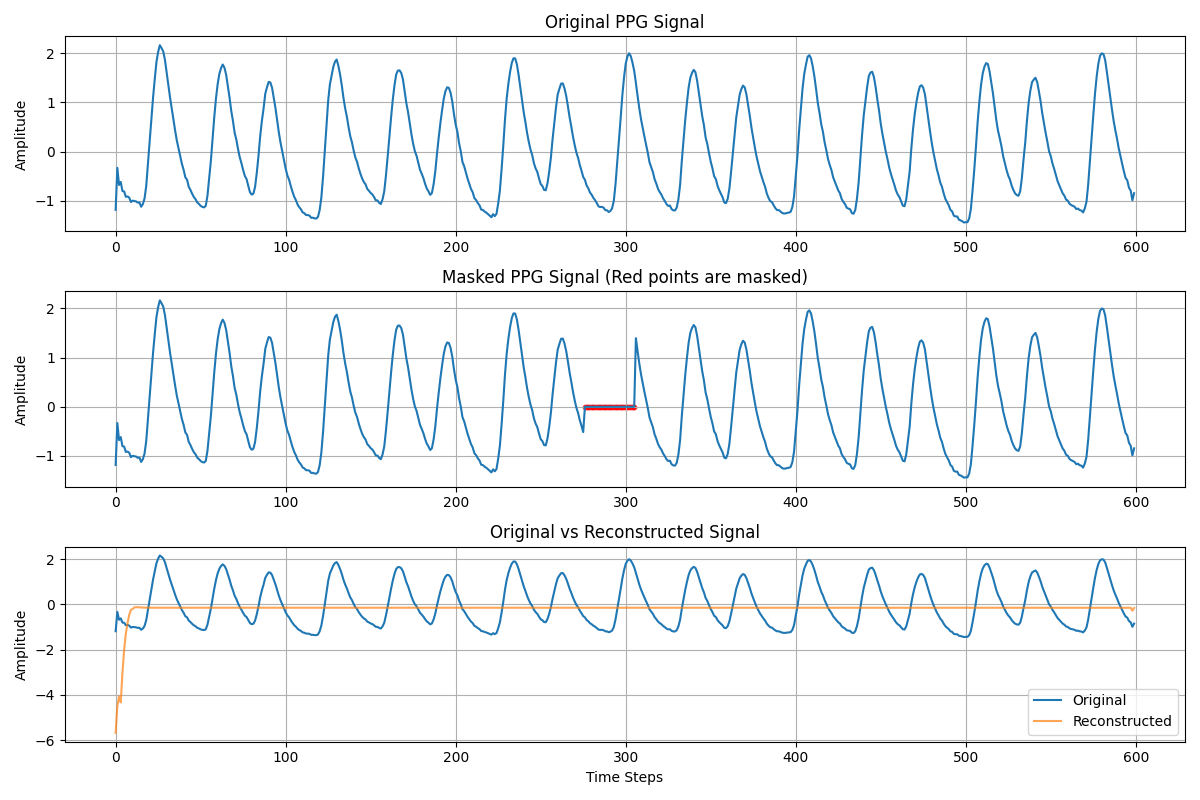 Original PPG Signal
Amplitude
2
1
0
−1
0 100 200 300 400 500 600
Masked PPG Signal (Red points are masked)
Amplitude
2
1
0
−1
0 100 200 300 400 500 600
Original vs Reconstructed Signal
Amplitude
2
0
−2
−4
−6
Original
Reconstructed
0 100 200 300 400 500 600
Time Steps